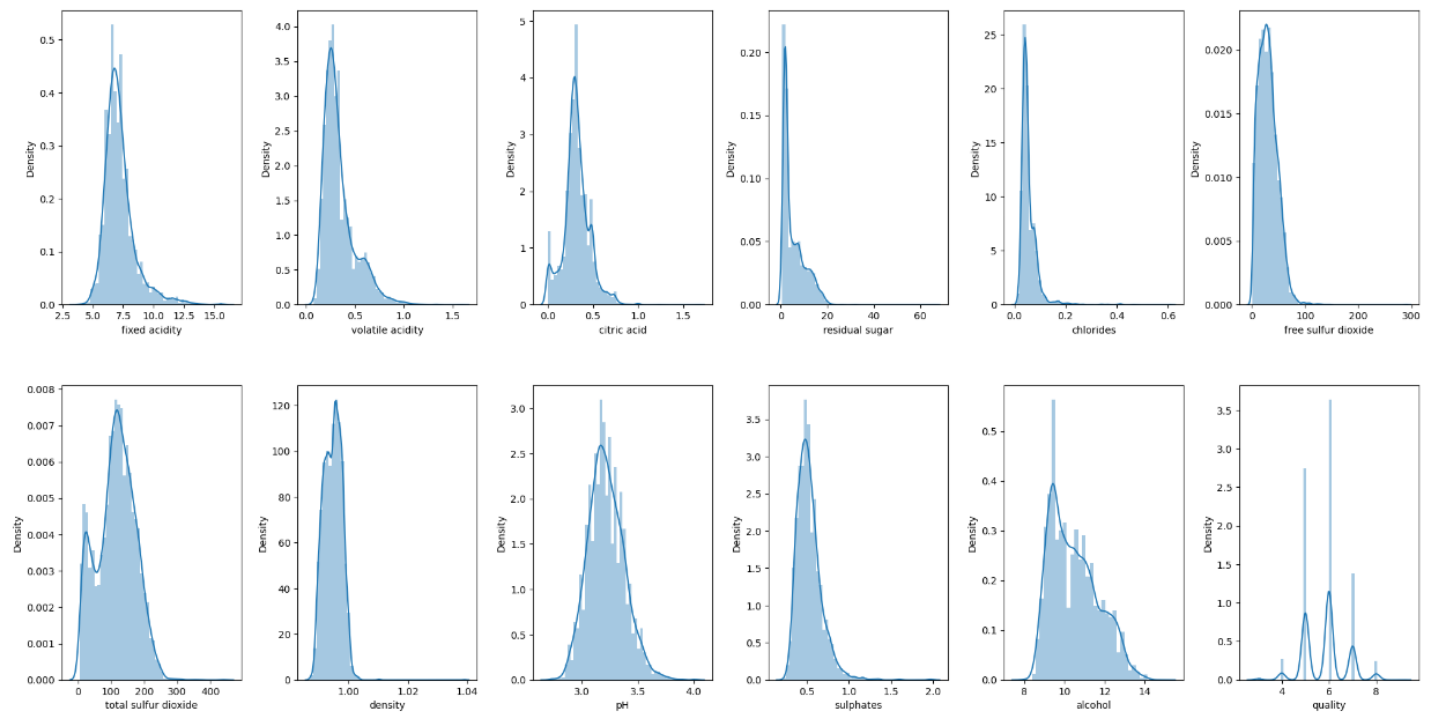 Density
0.5
0.4
0.3
0.2
0.1
0.0
2.5 5.0 7.5 10.0 12.5 15.0
fixed acidity
Density
4.0
3.5
3.0
2.5
2.0
1.5
1.0
0.5
0.0
0.0 0.5 1.0 1.5
volatile acidity
Density
5
4
3
2
1
0
0.0 0.5 1.0 1.5
citric acid
Density
0.20
0.15
0.10
0.05
0.00
0 20 40 60
residual sugar
Density
25
20
15
10
5
0
0.0 0.2 0.4 0.6
chlorides
Density
0.020
0.015
0.010
0.005
0.000
0 100 200 300
free sulfur dioxide
Density
0.008
0.007
0.006
0.005
0.004
0.003
0.002
0.001
0.000
0 100 200 300 400
total sulfur dioxide
Density
120
100
80
60
40
20
0
1.00 1.02 1.04
density
Density
3.0
2.5
2.0
1.5
1.0
0.5
0.0
3.0 3.5 4.0
pH
Density
3.5
3.0
2.5
2.0
1.5
1.0
0.5
0.0
0.5 1.0 1.5 2.0
sulphates
Density
0.5
0.4
0.3
0.2
0.1
0.0
8 10 12 14
alcohol
Density
3.5
3.0
2.5
2.0
1.5
1.0
0.5
0.0
4 6 8
quality